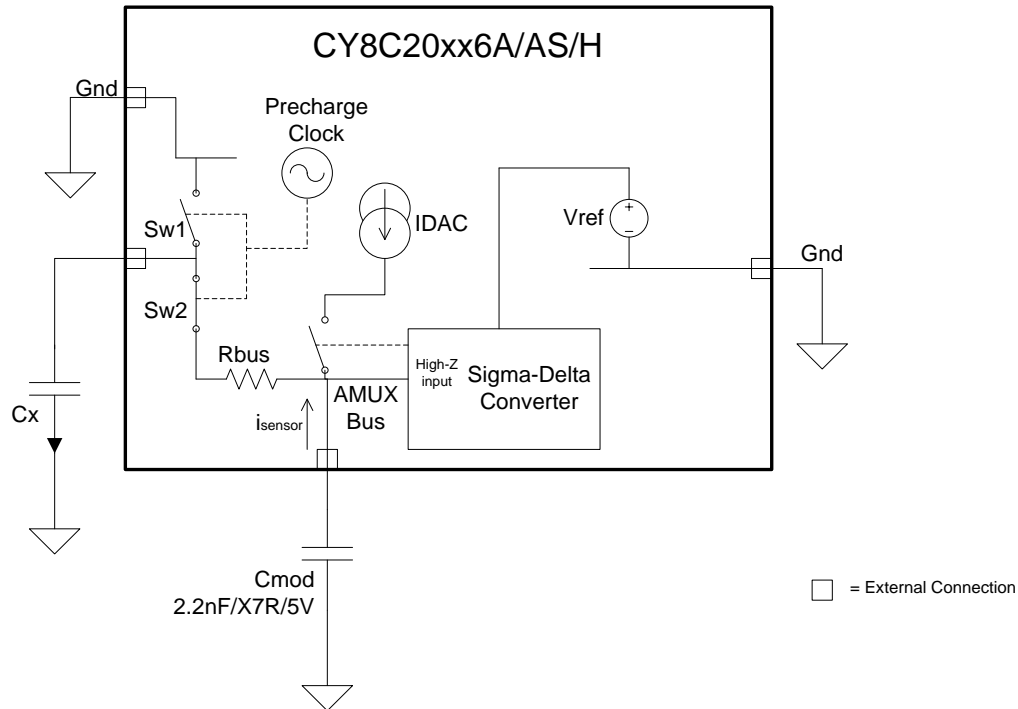 CY8C20xx6A/AS/H
Gnd
Precharge
Clock
IDAC
Vref
+
–
Sw1
Gnd
Sw2
Rbus
High-Z
input
Sigma-Delta
Converter
AMUX
Bus
isensor
Cx
Cmod
2.2nF/X7R/5V
= External Connection